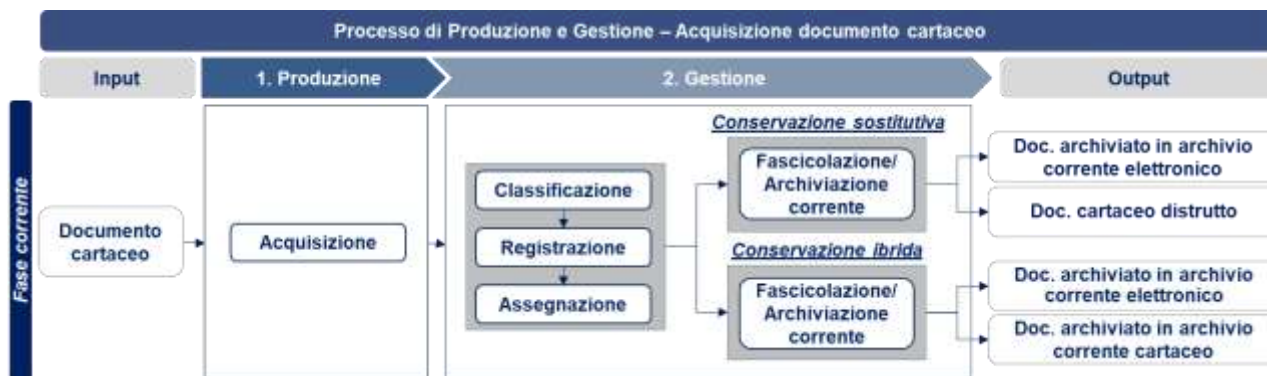 Processo di Produzione e Gestione – Acquisizione documento cartaceo
Input
1. Produzione
2. Gestione
Output
Fase corrente
Documento
cartaceo
Acquisizione
Classificazione
Registrazione
Assegnazione
Conservazione sostitutiva
Fascicolazione/
Archiviazione
corrente
Conservazione ibrida
Fascicolazione/
Archiviazione
corrente
Doc. archiviato in archivio
corrente elettronico
Doc. cartaceo distrutto
Doc. archiviato in archivio
corrente elettronico
Doc. archiviato in archivio
corrente cartaceo